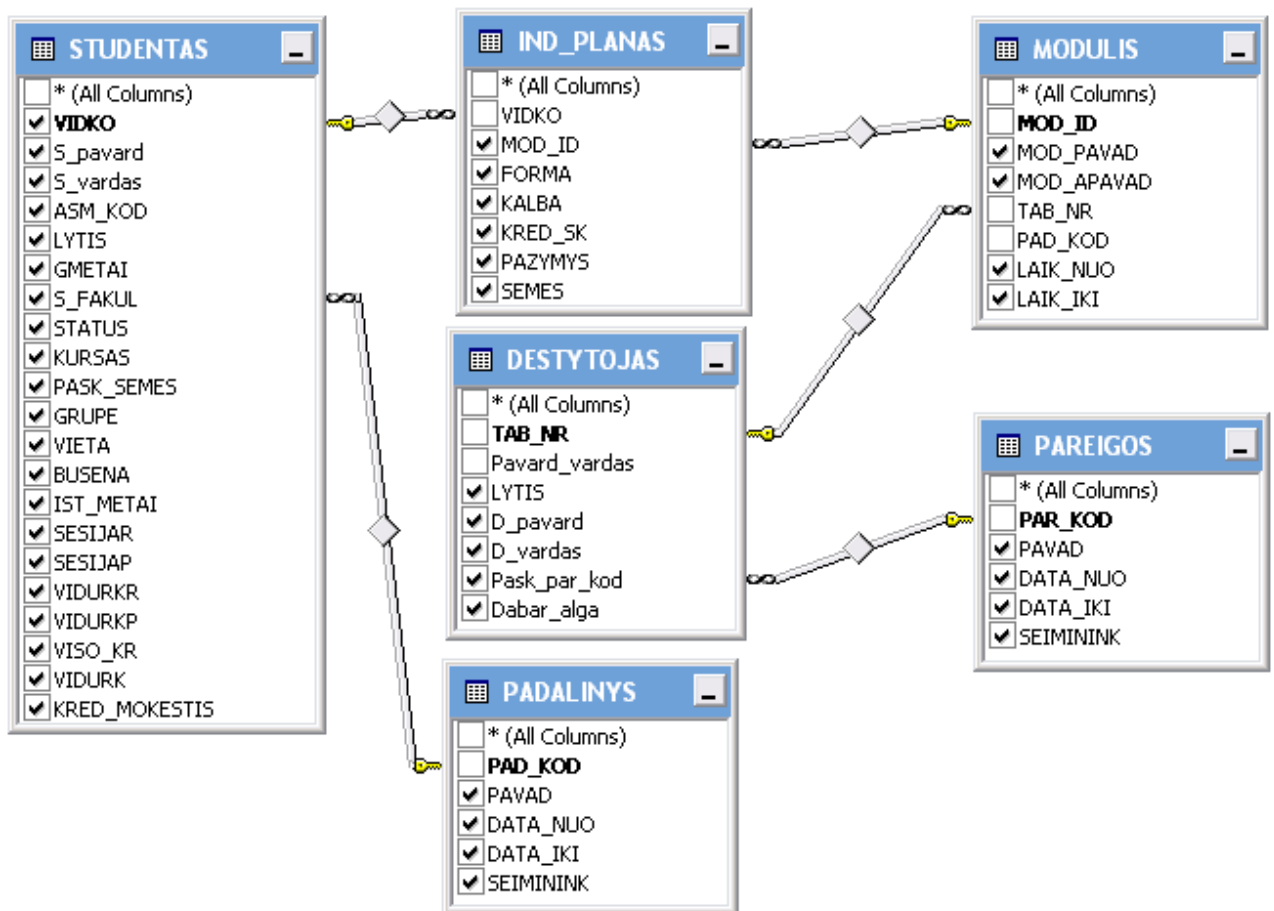 STUDENTAS
* (All Columns)
VIDKO
S_pavard
S_vardas
ASM_KOD
LYTIS
GMETAI
S_FAKUL
STATUS
KURSAS
PASK_SEMES
GRUPE
VIETA
BUSENA
IST_METAI
SESIJAR
SESIJAP
VIDURKR
VIDURKP
VISO_KR
VIDURK
KRED_MOKESTIS
IND_PLANAS
* (All Columns)
VIDKO
MOD_ID
FORMA
KALBA
KRED_SK
PAZYMYS
SEMES
MODULIS
* (All Columns)
MOD_ID
MOD_PAVAD
MOD_APAVAD
TAB_NR
PAD_KOD
LAIK_NUO
LAIK_IKI
DESTYTOJAS
* (All Columns)
TAB_NR
Pavard_vardas
LYTIS
D_pavard
D_vardas
Pask_par_kod
Dabar_alga
PAREIGOS
* (All Columns)
PAR_KOD
PAVAD
DATA_NUO
DATA_IKI
SEIMININK
PADALINYS
* (All Columns)
PAD_KOD
PAVAD
DATA_NUO
DATA_IKI
SEIMININK